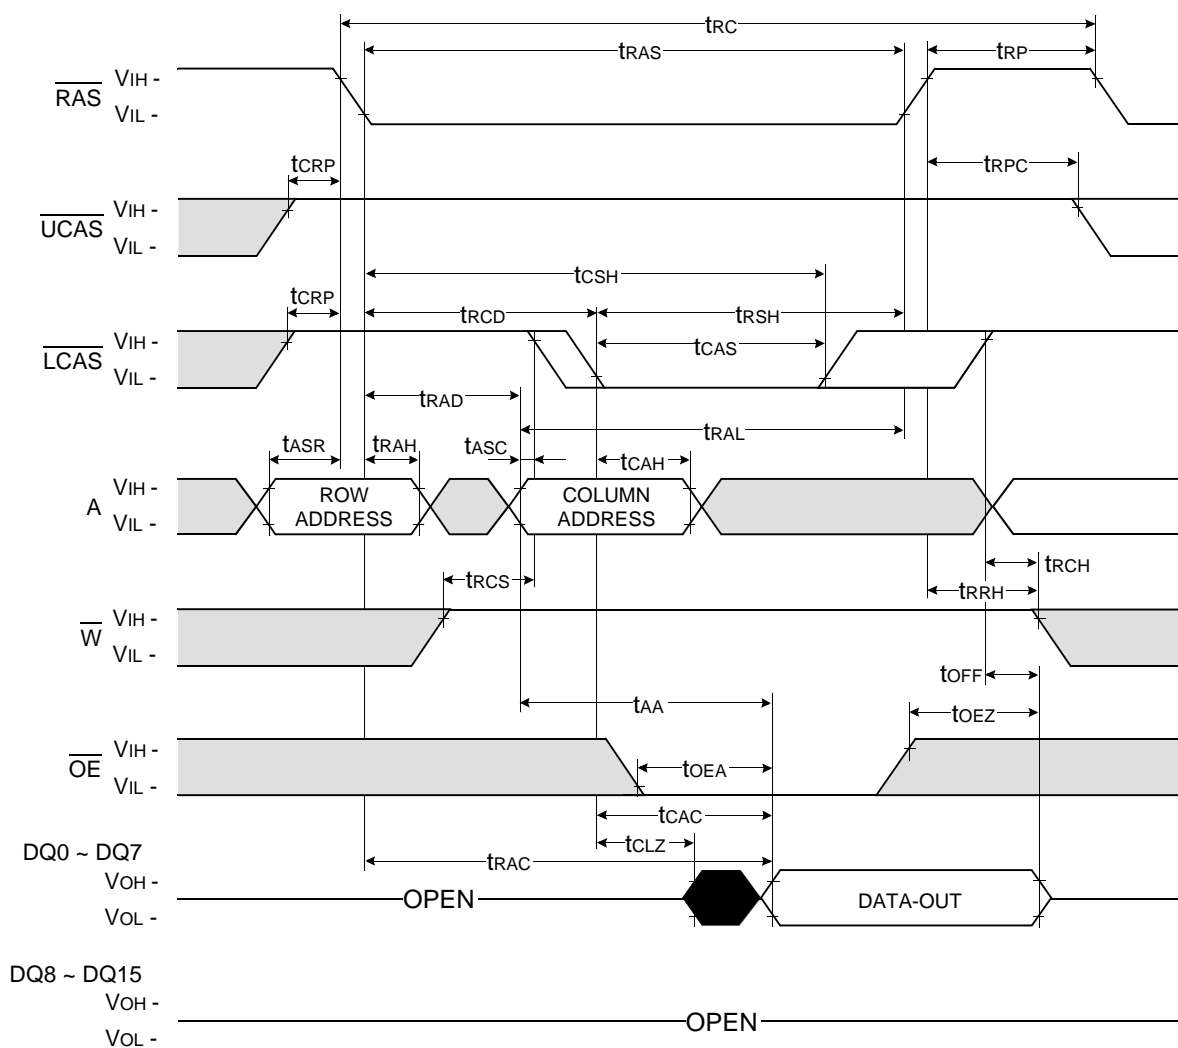 tRC
tRAS
tRP
RAS
VIH -
VIL -
tCRP
tRPC
UCAS
VIH -
VIL -
tCSH
tCRP
tRCD
tRSH
LCAS
VIH -
VIL -
tCAS
tRAD
tRAL
tASR
tRAH
tASC
tCAH
A
VIH -
VIL -
ROW
ADDRESS
COLUMN
ADDRESS
tRCS
tRCH
tRRH
W
VIH -
VIL -
tOFF
tAA
tOEZ
OE
VIH -
VIL -
tOEA
tCAC
tCLZ
tRAC
DQ0 ~ DQ7
VOH -
VOL -
OPEN
DATA-OUT
DQ8 ~ DQ15
VOH -
VOL -
OPEN